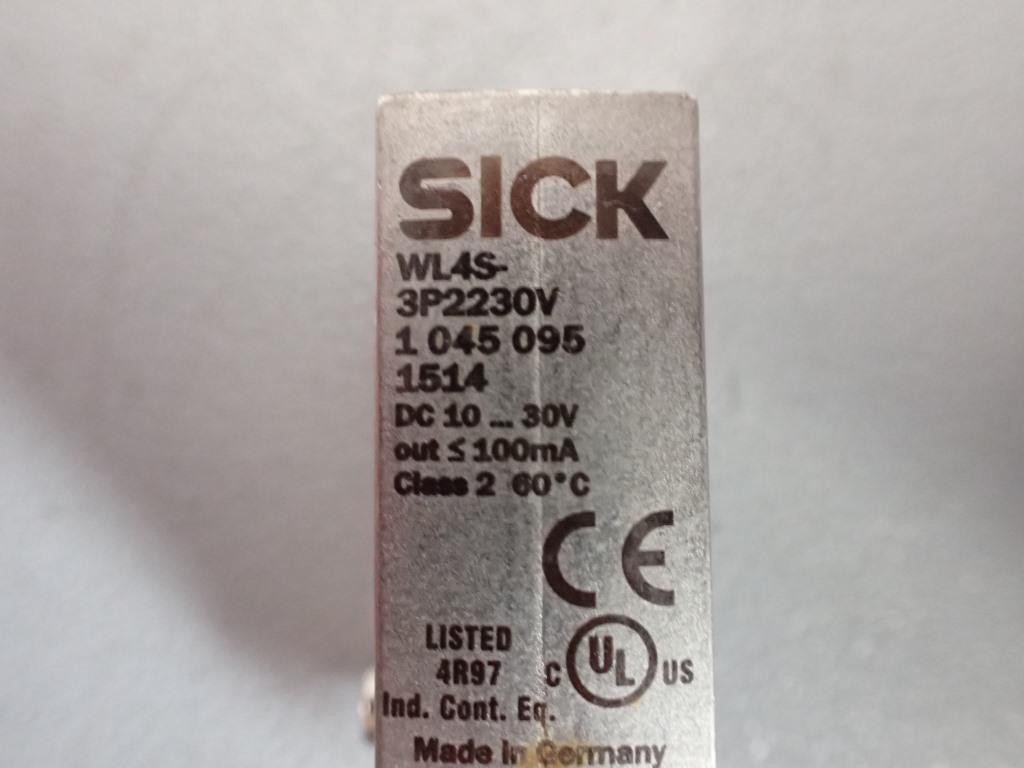 SICK
WL4S-
3P2230V
1 045 095
1514
DC 10 ... 30V
out ≤ 100mA
Class 2 60°C
CE
LISTED
4R97 C UL US
Ind. Cont. Eq.
Made in Germany